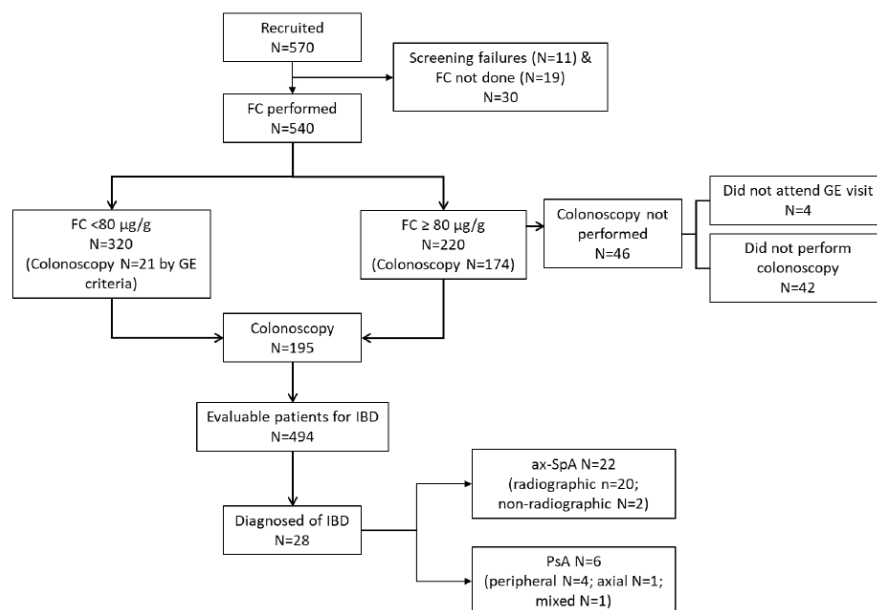 Recruited
N=570
Screening failures (N=11) &
FC not done (N=19)
N=30
FC performed
N=540
FC <80 µg/g
N=320
(Colonoscopy N=21 by GE
criteria)
FC ≥ 80 µg/g
N=220
(Colonoscopy N=174)
Colonoscopy not
performed
N=46
Did not attend GE visit
N=4
Did not perform
colonoscopy
N=42
Colonoscopy
N=195
Evaluable patients for IBD
N=494
Diagnosed of IBD
N=28
ax-SpA N=22
(radiographic n=20;
non-radiographic N=2)
PsA N=6
(peripheral N=4; axial N=1;
mixed N=1)